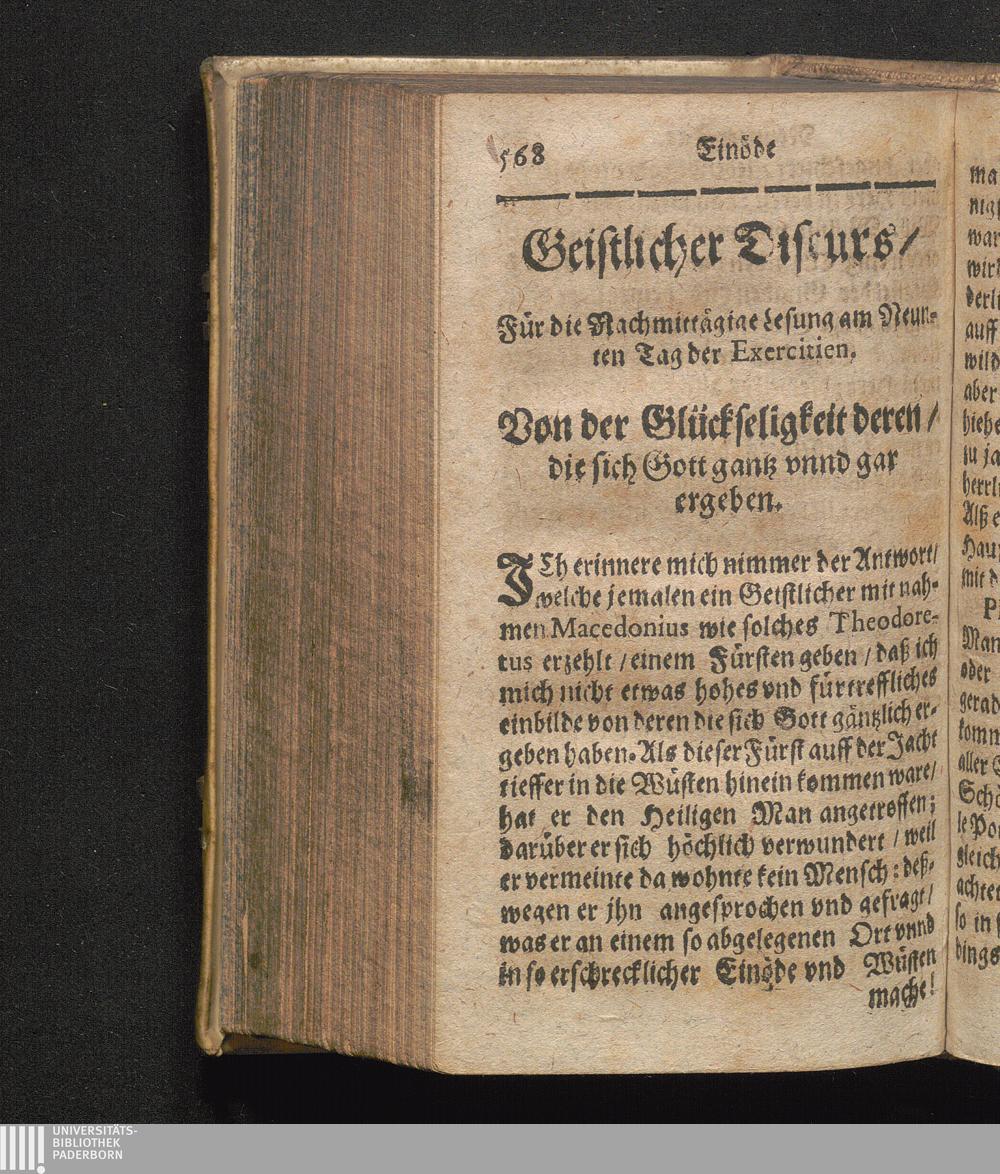 568 Einöde
Geistlicher Discurs/
Für die Nachmittägige Lesung am Neun-
ten Tag der Exercitien.
Von der Glückseligkeit deren/
die sich Gott gantz vnnd gar
ergeben.
ICh erinnere mich nimmer der Antwort/
welche jemalen ein Geistlicher mit nah-
men Macedonius wie solches Theodore-
tus erzehlt/einem Fürsten geben/daß ich
mich nicht etwas hohes vnd fürtreffliches
einbilde von deren die sich Gott gäntzlich er-
geben haben. Als dieser Fürst auff der Jacht
tieffer in die Wüsten hinein kommen ware/
hat er den Heiligen Man angetroffen;
darüber er sich höchlich verwundert/weil
er vermeinte da wohnte kein Mensch: deß-
wegen er jhn angesprochen vnd gefragt/
was er an einem so abgelegenen Ort vnnd
in so erschrecklicher Einöde vnd Wüsten
mache!
UNIVERSITÄTS-
BIBLIOTHEK
PADERBORN